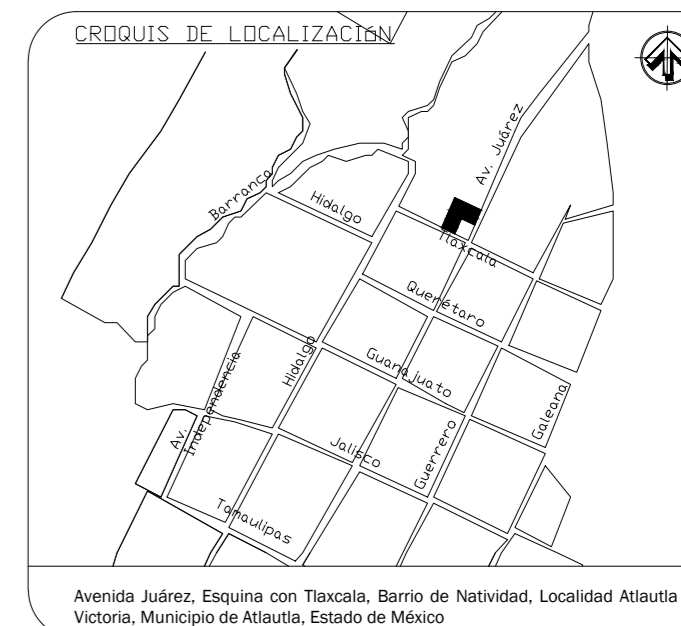 CROQUIS DE LOCALIZACIóN
Av. Juárez
Barranca
Hidalgo
Tlaxcala
Querétaro
Guanajuato
Hidalgo
Av. Independencia
Galeana
Guerrero
Jalisco
Tamaulipas
Avenida Juárez, Esquina con Tlaxcala, Barrio de Natividad, Localidad Atlautla
Victoria, Municipio de Atlautla, Estado de México